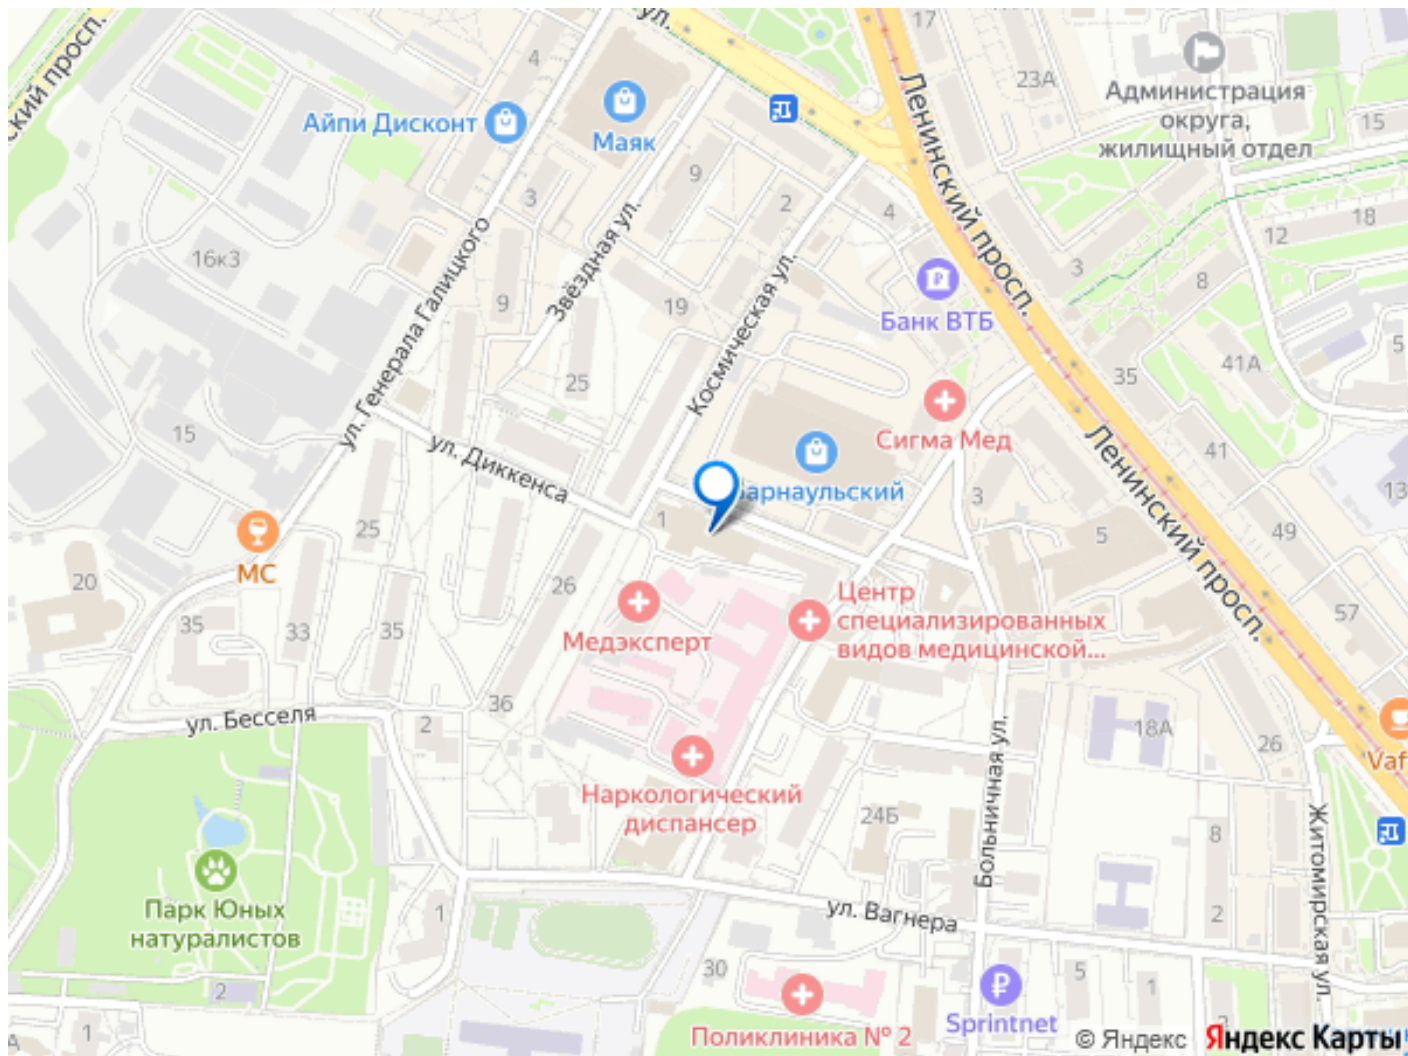 ский просп.
ул.
17
Ленинский просп.
23А
Администрация
округа,
жилищный отдел
15
4
Айпи Дисконт
Маяк
9
3
2
4
18
12
3
8
16к3
ул. Генерала Галицкого
Звёздная ул.
9
19
Космическая ул.
Банк ВТБ
5
41А
35
25
Сигма Мед
15
ул. Диккенса
Ленинский просп.
41
барнаульский
13
3
1
25
49
5
МС
20
26
Медэксперт
Центр
специализированных
видов медицинской...
57
35
33
35
36
ул. Бесселя
2
18А
26
Vaf
Больничная ул.
Наркологический
диспансер
24Б
8
Житомирская ул.
Парк Юных
натуралистов
1
ул. Вагнера
2
30
2
5
1
1
2
Sprintnet
Поликлиника № 2
© Яндекс Яндекс Карты